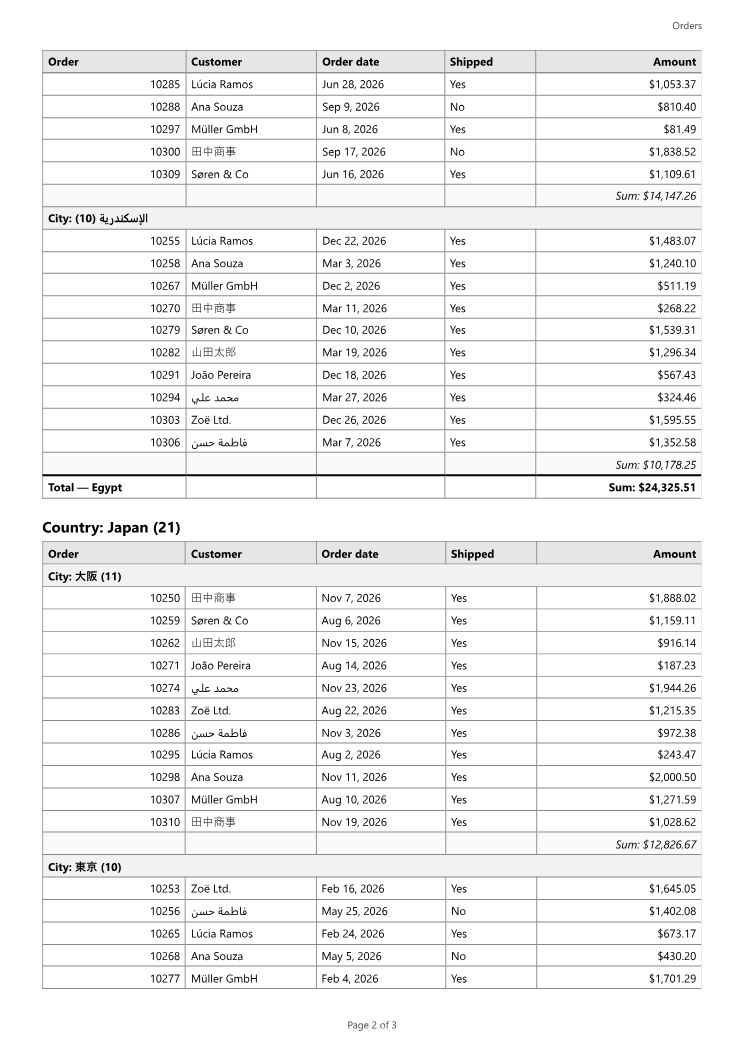 Orders
Order Customer Order date Shipped Amount
10285 Lúcia Ramos Jun 28, 2026 Yes $1,053.37
10288 Ana Souza Sep 9, 2026 No $810.40
10297 Müller GmbH Jun 8, 2026 Yes $81.49
10300 田中商事 Sep 17, 2026 No $1,838.52
10309 Søren & Co Jun 16, 2026 Yes $1,109.61
Sum: $14,147.26
City: الإسكندرية (10)
10255 Lúcia Ramos Dec 22, 2026 Yes $1,483.07
10258 Ana Souza Mar 3, 2026 Yes $1,240.10
10267 Müller GmbH Dec 2, 2026 Yes $511.19
10270 田中商事 Mar 11, 2026 Yes $268.22
10279 Søren & Co Dec 10, 2026 Yes $1,539.31
10282 山田太郎 Mar 19, 2026 Yes $1,296.34
10291 João Pereira Dec 18, 2026 Yes $567.43
10294 محمد علي Mar 27, 2026 Yes $324.46
10303 Zoë Ltd. Dec 26, 2026 Yes $1,595.55
10306 فاطمة حسن Mar 7, 2026 Yes $1,352.58
Sum: $10,178.25
Total — Egypt Sum: $24,325.51
Country: Japan (21)
Order Customer Order date Shipped Amount
City: 大阪 (11)
10250 田中商事 Nov 7, 2026 Yes $1,888.02
10259 Søren & Co Aug 6, 2026 Yes $1,159.11
10262 山田太郎 Nov 15, 2026 Yes $916.14
10271 João Pereira Aug 14, 2026 Yes $187.23
10274 محمد علي Nov 23, 2026 Yes $1,944.26
10283 Zoë Ltd. Aug 22, 2026 Yes $1,215.35
10286 فاطمة حسن Nov 3, 2026 Yes $972.38
10295 Lúcia Ramos Aug 2, 2026 Yes $243.47
10298 Ana Souza Nov 11, 2026 Yes $2,000.50
10307 Müller GmbH Aug 10, 2026 Yes $1,271.59
10310 田中商事 Nov 19, 2026 Yes $1,028.62
Sum: $12,826.67
City: 東京 (10)
10253 Zoë Ltd. Feb 16, 2026 Yes $1,645.05
10256 فاطمة حسن May 25, 2026 No $1,402.08
10265 Lúcia Ramos Feb 24, 2026 Yes $673.17
10268 Ana Souza May 5, 2026 No $430.20
10277 Müller GmbH Feb 4, 2026 Yes $1,701.29
Page 2 of 3